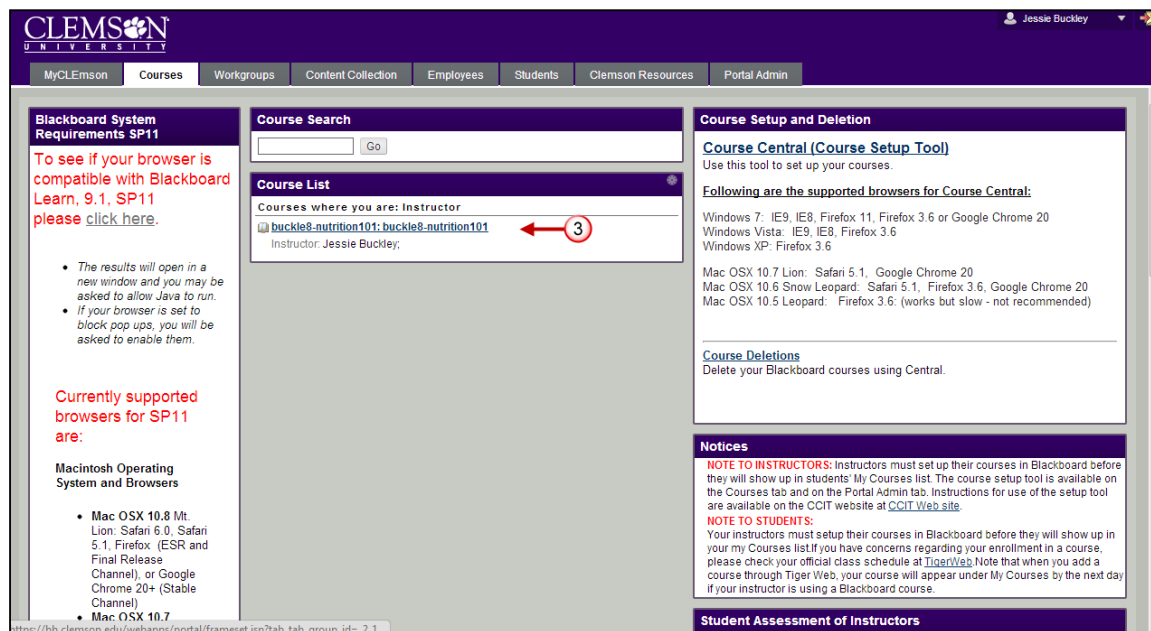 CLEMSON
UNIVERSITY
Jessie Buckley
MyCLEmson
Courses
Workgroups
Content Collection
Employees
Students
Clemson Resources
Portal Admin
Blackboard System
Requirements SP11
To see if your browser is
compatible with Blackboard
Learn, 9.1, SP11
please click here.
• The results will open in a
new window and you may be
asked to allow Java to run.
• If your browser is set to
block pop ups, you will be
asked to enable them.
Currently supported
browsers for SP11
are:
Macintosh Operating
System and Browsers
• Mac OSX 10.8 Mt.
Lion: Safari 6.0, Safari
5.1, Firefox (ESR and
Final Release
Channel), or Google
Chrome 20+ (Stable
Channel)
• Mac OSX 10.7
https://bb.clemson.edu/webapps/portal/frameset.jsp?tab_tab_group_id=_2_1
Course Search
Go
Course List
Courses where you are: Instructor
buckle8-nutrition101: buckle8-nutrition101
3
Instructor: Jessie Buckley;
Course Setup and Deletion
Course Central (Course Setup Tool)
Use this tool to set up your courses.
Following are the supported browsers for Course Central:
Windows 7: IE9, IE8, Firefox 11, Firefox 3.6 or Google Chrome 20
Windows Vista: IE9, IE8, Firefox 3.6
Windows XP: Firefox 3.6
Mac OSX 10.7 Lion: Safari 5.1, Google Chrome 20
Mac OSX 10.6 Snow Leopard: Safari 5.1, Firefox 3.6, Google Chrome 20
Mac OSX 10.5 Leopard: Firefox 3.6: (works but slow - not recommended)
Course Deletions
Delete your Blackboard courses using Central.
Notices
NOTE TO INSTRUCTORS: Instructors must set up their courses in Blackboard before
they will show up in students' My Courses list. The course setup tool is available on
the Courses tab and on the Portal Admin tab. Instructions for use of the setup tool
are available on the CCIT website at CCIT Web site.
NOTE TO STUDENTS:
Your instructors must setup their courses in Blackboard before they will show up in
your my Courses list.If you have concerns regarding your enrollment in a course,
please check your official class schedule at TigerWeb.Note that when you add a
course through Tiger Web, your course will appear under My Courses by the next day
if your instructor is using a Blackboard course.
Student Assessment of Instructors